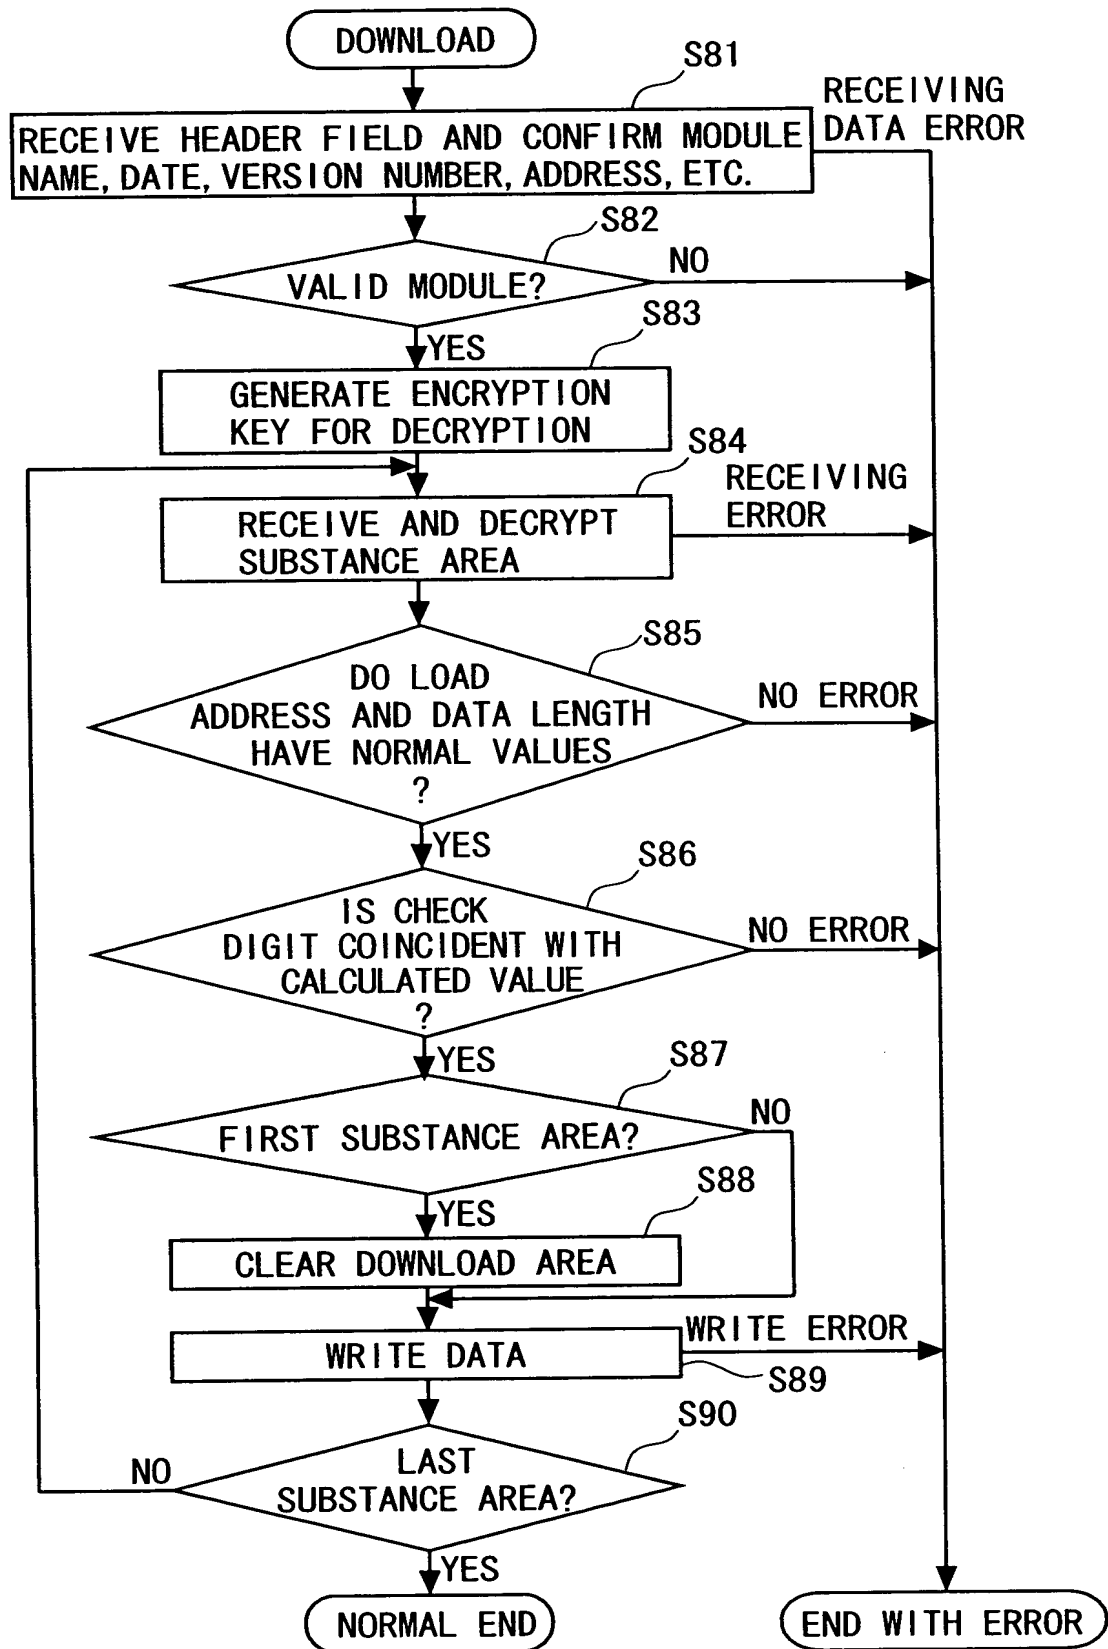 DOWNLOAD
S81
RECEIVING
DATA ERROR
RECEIVE HEADER FIELD AND CONFIRM MODULE
NAME, DATE, VERSION NUMBER, ADDRESS, ETC.
S82
VALID MODULE?
NO
YES
S83
GENERATE ENCRYPTION
KEY FOR DECRYPTION
S84
RECEIVING
ERROR
RECEIVE AND DECRYPT
SUBSTANCE AREA
S85
DO LOAD
ADDRESS AND DATA LENGTH
HAVE NORMAL VALUES
?
NO ERROR
YES
S86
IS CHECK
DIGIT COINCIDENT WITH
CALCULATED VALUE
?
NO ERROR
YES
S87
FIRST SUBSTANCE AREA?
NO
YES
S88
CLEAR DOWNLOAD AREA
WRITE DATA
WRITE ERROR
S89
S90
LAST
SUBSTANCE AREA?
NO
YES
NORMAL END
END WITH ERROR